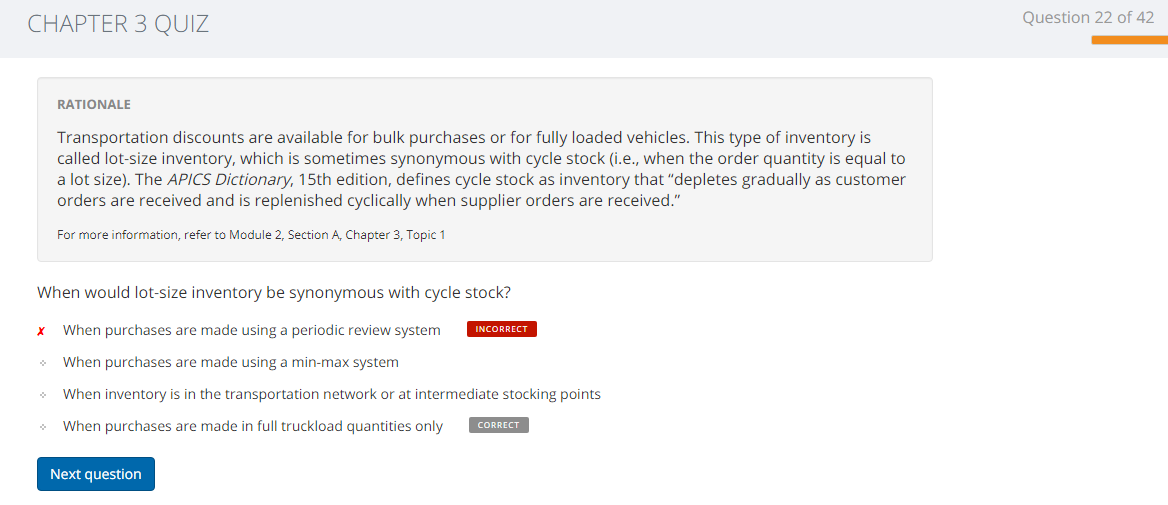 CHAPTER 3 QUIZ
Question 22 of 42
RATIONALE
Transportation discounts are available for bulk purchases or for fully loaded vehicles. This type of inventory is
called lot-size inventory, which is sometimes synonymous with cycle stock (i.e., when the order quantity is equal to
a lot size). The APICS Dictionary, 15th edition, defines cycle stock as inventory that “depletes gradually as customer
orders are received and is replenished cyclically when supplier orders are received.”
For more information, refer to Module 2, Section A, Chapter 3, Topic 1
When would lot-size inventory be synonymous with cycle stock?
When purchases are made using a periodic review system INCORRECT
When purchases are made using a min-max system
When inventory is in the transportation network or at intermediate stocking points
When purchases are made in full truckload quantities only CORRECT
Next question